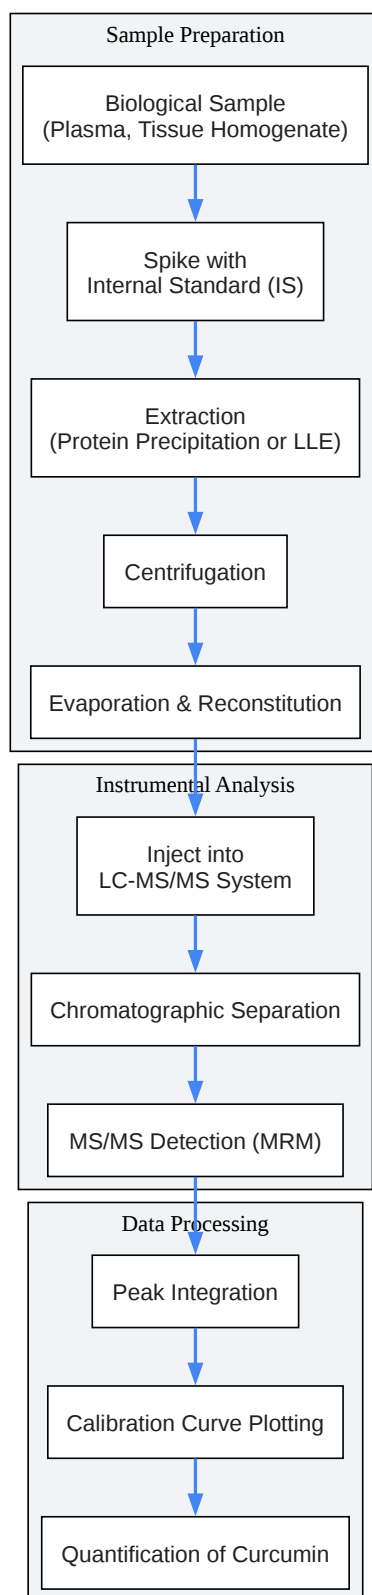 Sample Preparation
Biological Sample
(Plasma, Tissue Homogenate)
Spike with
Internal Standard (IS)
Extraction
(Protein Precipitation or LLE)
Centrifugation
Evaporation & Reconstitution
Instrumental Analysis
Inject into
LC-MS/MS System
Chromatographic Separation
MS/MS Detection (MRM)
Data Processing
Peak Integration
Calibration Curve Plotting
Quantification of Curcumin